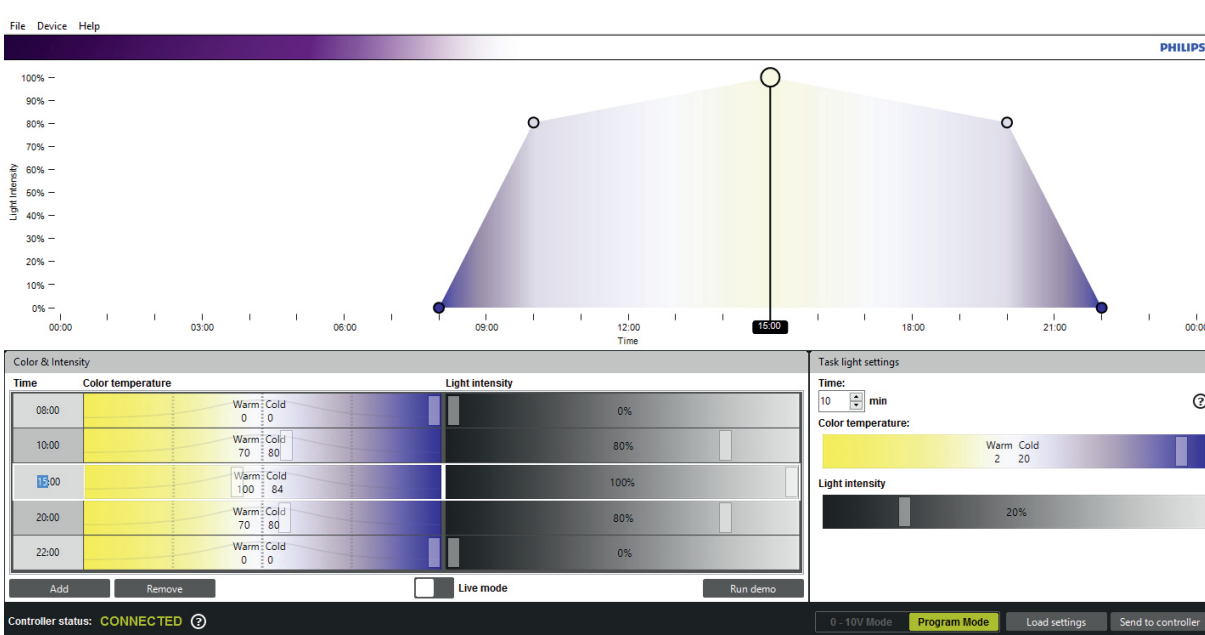 File Device Help
PHILIPS
100%
90%
80%
70%
60%
50%
40%
30%
20%
10%
0%
Light Intensity
00:00 03:00 06:00 09:00 12:00 15:00 18:00 21:00 00:00
Time
Color & Intensity
Time Color temperature Light intensity
08:00 Warm Cold 0 0 0%
10:00 Warm Cold 70 80 80%
15:00 Warm Cold 100 84 100%
20:00 Warm Cold 70 80 80%
22:00 Warm Cold 0 0 0%
Add Remove Live mode Run demo
Task light settings
Time:
10 min ?
Color temperature:
Warm Cold
2 20
Light intensity
20%
Controller status: CONNECTED ? 0 - 10V Mode Program Mode Load settings Send to controller